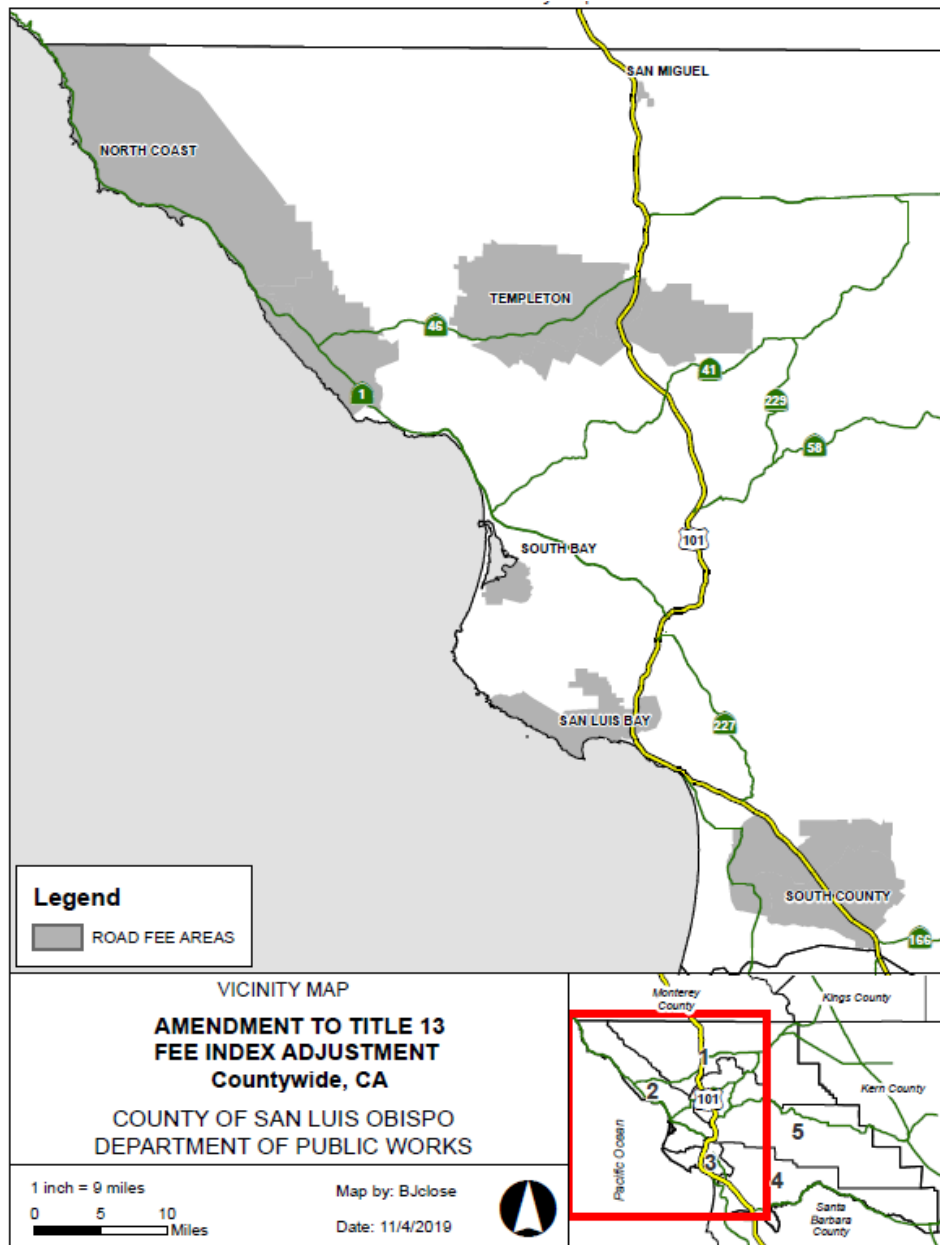 SAN MIGUEL
NORTH COAST
TEMPLETON
46
41
1
229
58
101
SOUTH BAY
SAN LUIS BAY
227
SOUTH COUNTY
166
Legend
ROAD FEE AREAS
VICINITY MAP
AMENDMENT TO TITLE 13
FEE INDEX ADJUSTMENT
Countywide, CA
COUNTY OF SAN LUIS OBISPO
DEPARTMENT OF PUBLIC WORKS
1 inch = 9 miles
0 5 10
Miles
Map by: BJclose
Date: 11/4/2019
Monterey
County
Kings County
1
2
101
Kern County
5
3
4
Pacific Ocean
Santa
Barbara
County